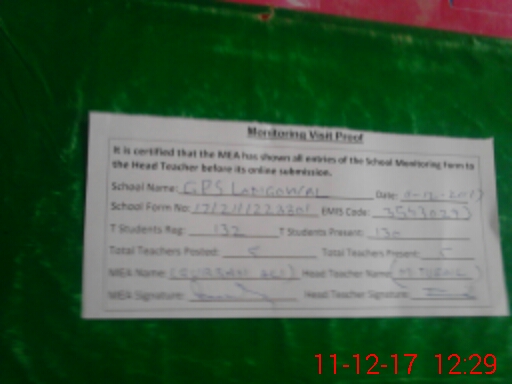 Monitoring Visit Proof
It is certified that the MEA has shown all entries of the School Monitoring Form to
the Head Teacher before its online submission.
School Name: GPS LONGOWAL Date:
School Form No: EMIS Code:
T Students Reg: 132 T Students Present: 130
Total Teachers Posted: 5 Total Teachers Present: 5
MEA Name: Head Teacher Name
MEA Signature: Head Teacher Signature:
11-12-17 12:29